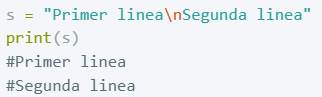 s = "Primer linea\nSegunda linea"
print(s)
#Primer linea
#Segunda linea